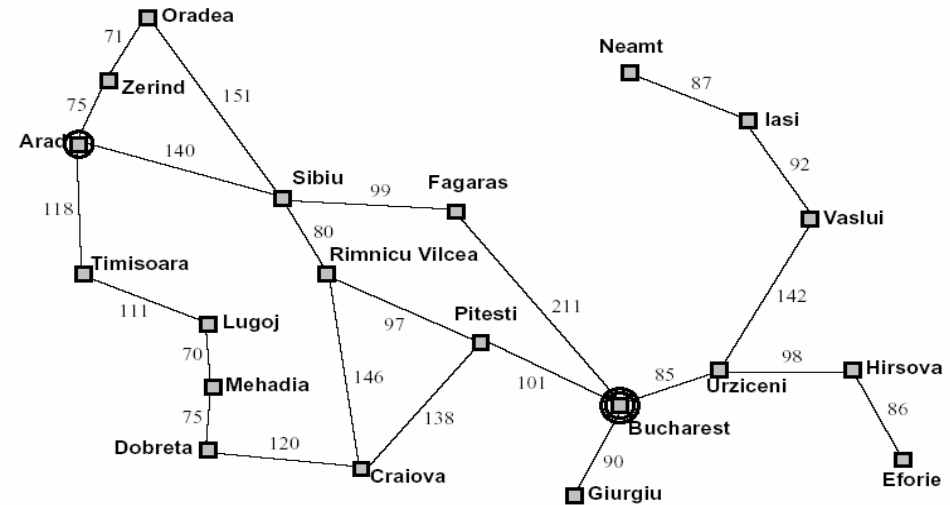 Oradea
71
Neamt
Zerind
87
151
75
Iasi
Arad
140
92
Sibiu
Fagaras
99
118
Vaslui
80
Timisoara
Rimnicu Vilcea
142
111
211
Lugoj
97
Pitesti
70
98
Hirsova
146
101
85
Mehadia
Urziceni
75
138
86
Bucharest
Dobreta
120
90
Craiova
Eforie
Giurgiu